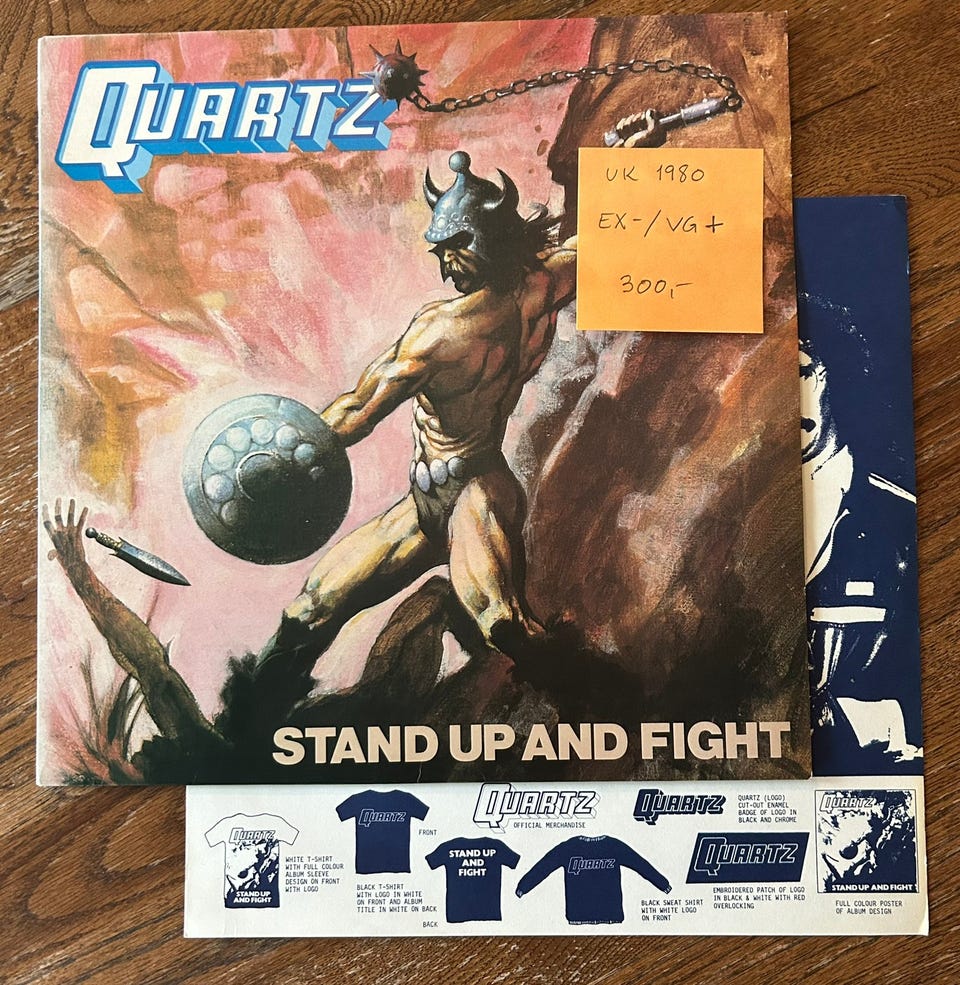 QUARTZ
UK 1980
EX-/VG+
300,-
STAND UP AND FIGHT
QUARTZ
STAND UP
AND FIGHT
WHITE T-SHIRT
WITH FULL COLOUR
ALBUM SLEEVE
DESIGN ON FRONT
WITH LOGO
QUARTZ
FRONT
BLACK T-SHIRT
WITH LOGO IN WHITE
ON FRONT AND ALBUM
TITLE IN WHITE ON BACK
BACK
STAND UP
AND
FIGHT
QUARTZ
OFFICIAL MERCHANDISE
QUARTZ
BLACK SWEAT SHIRT
WITH WHITE LOGO
ON FRONT
QUARTZ
QUARTZ (LOGO)
CUT-OUT ENAMEL
BADGE OF LOGO IN
BLACK AND CHROME
QUARTZ
EMBROIDERED PATCH OF LOGO
IN BLACK & WHITE WITH RED
OVERLOCKING
QUARTZ
STAND UP AND FIGHT
FULL COLOUR POSTER
OF ALBUM DESIGN